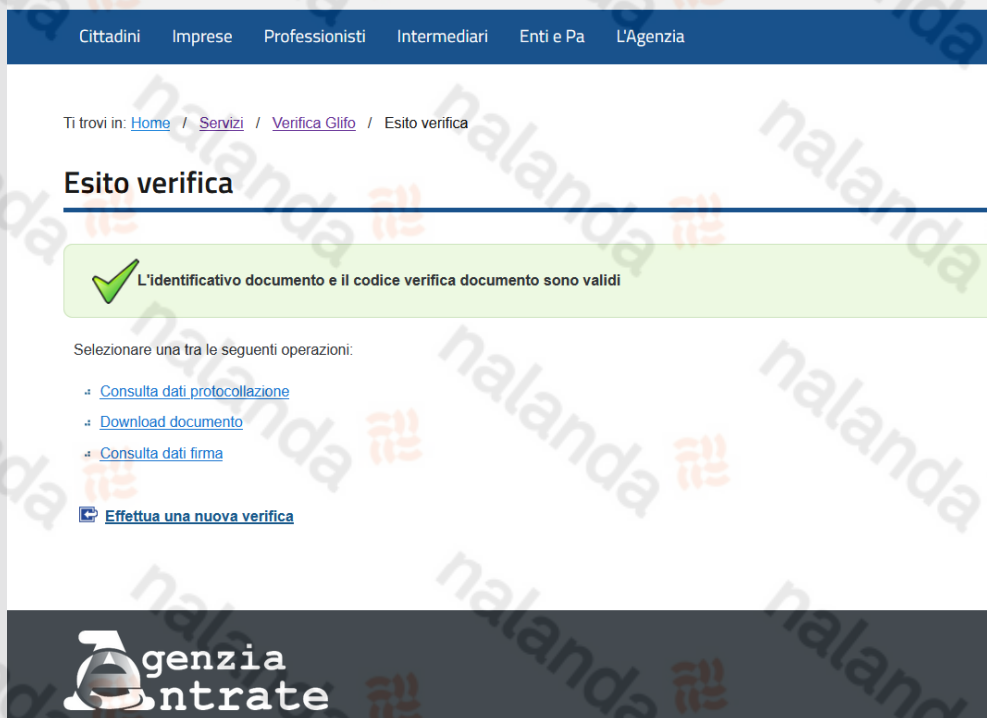 Cittadini Imprese Professionisti Intermediari Enti e Pa L'Agenzia
Ti trovi in: Home / Servizi / Verifica Glifo / Esito verifica
Esito verifica
L'identificativo documento e il codice verifica documento sono validi
Selezionare una tra le seguenti operazioni:
Consulta dati protocollazione
Download documento
Consulta dati firma
Effettua una nuova verifica
Agenzia
Entrate
nalanda